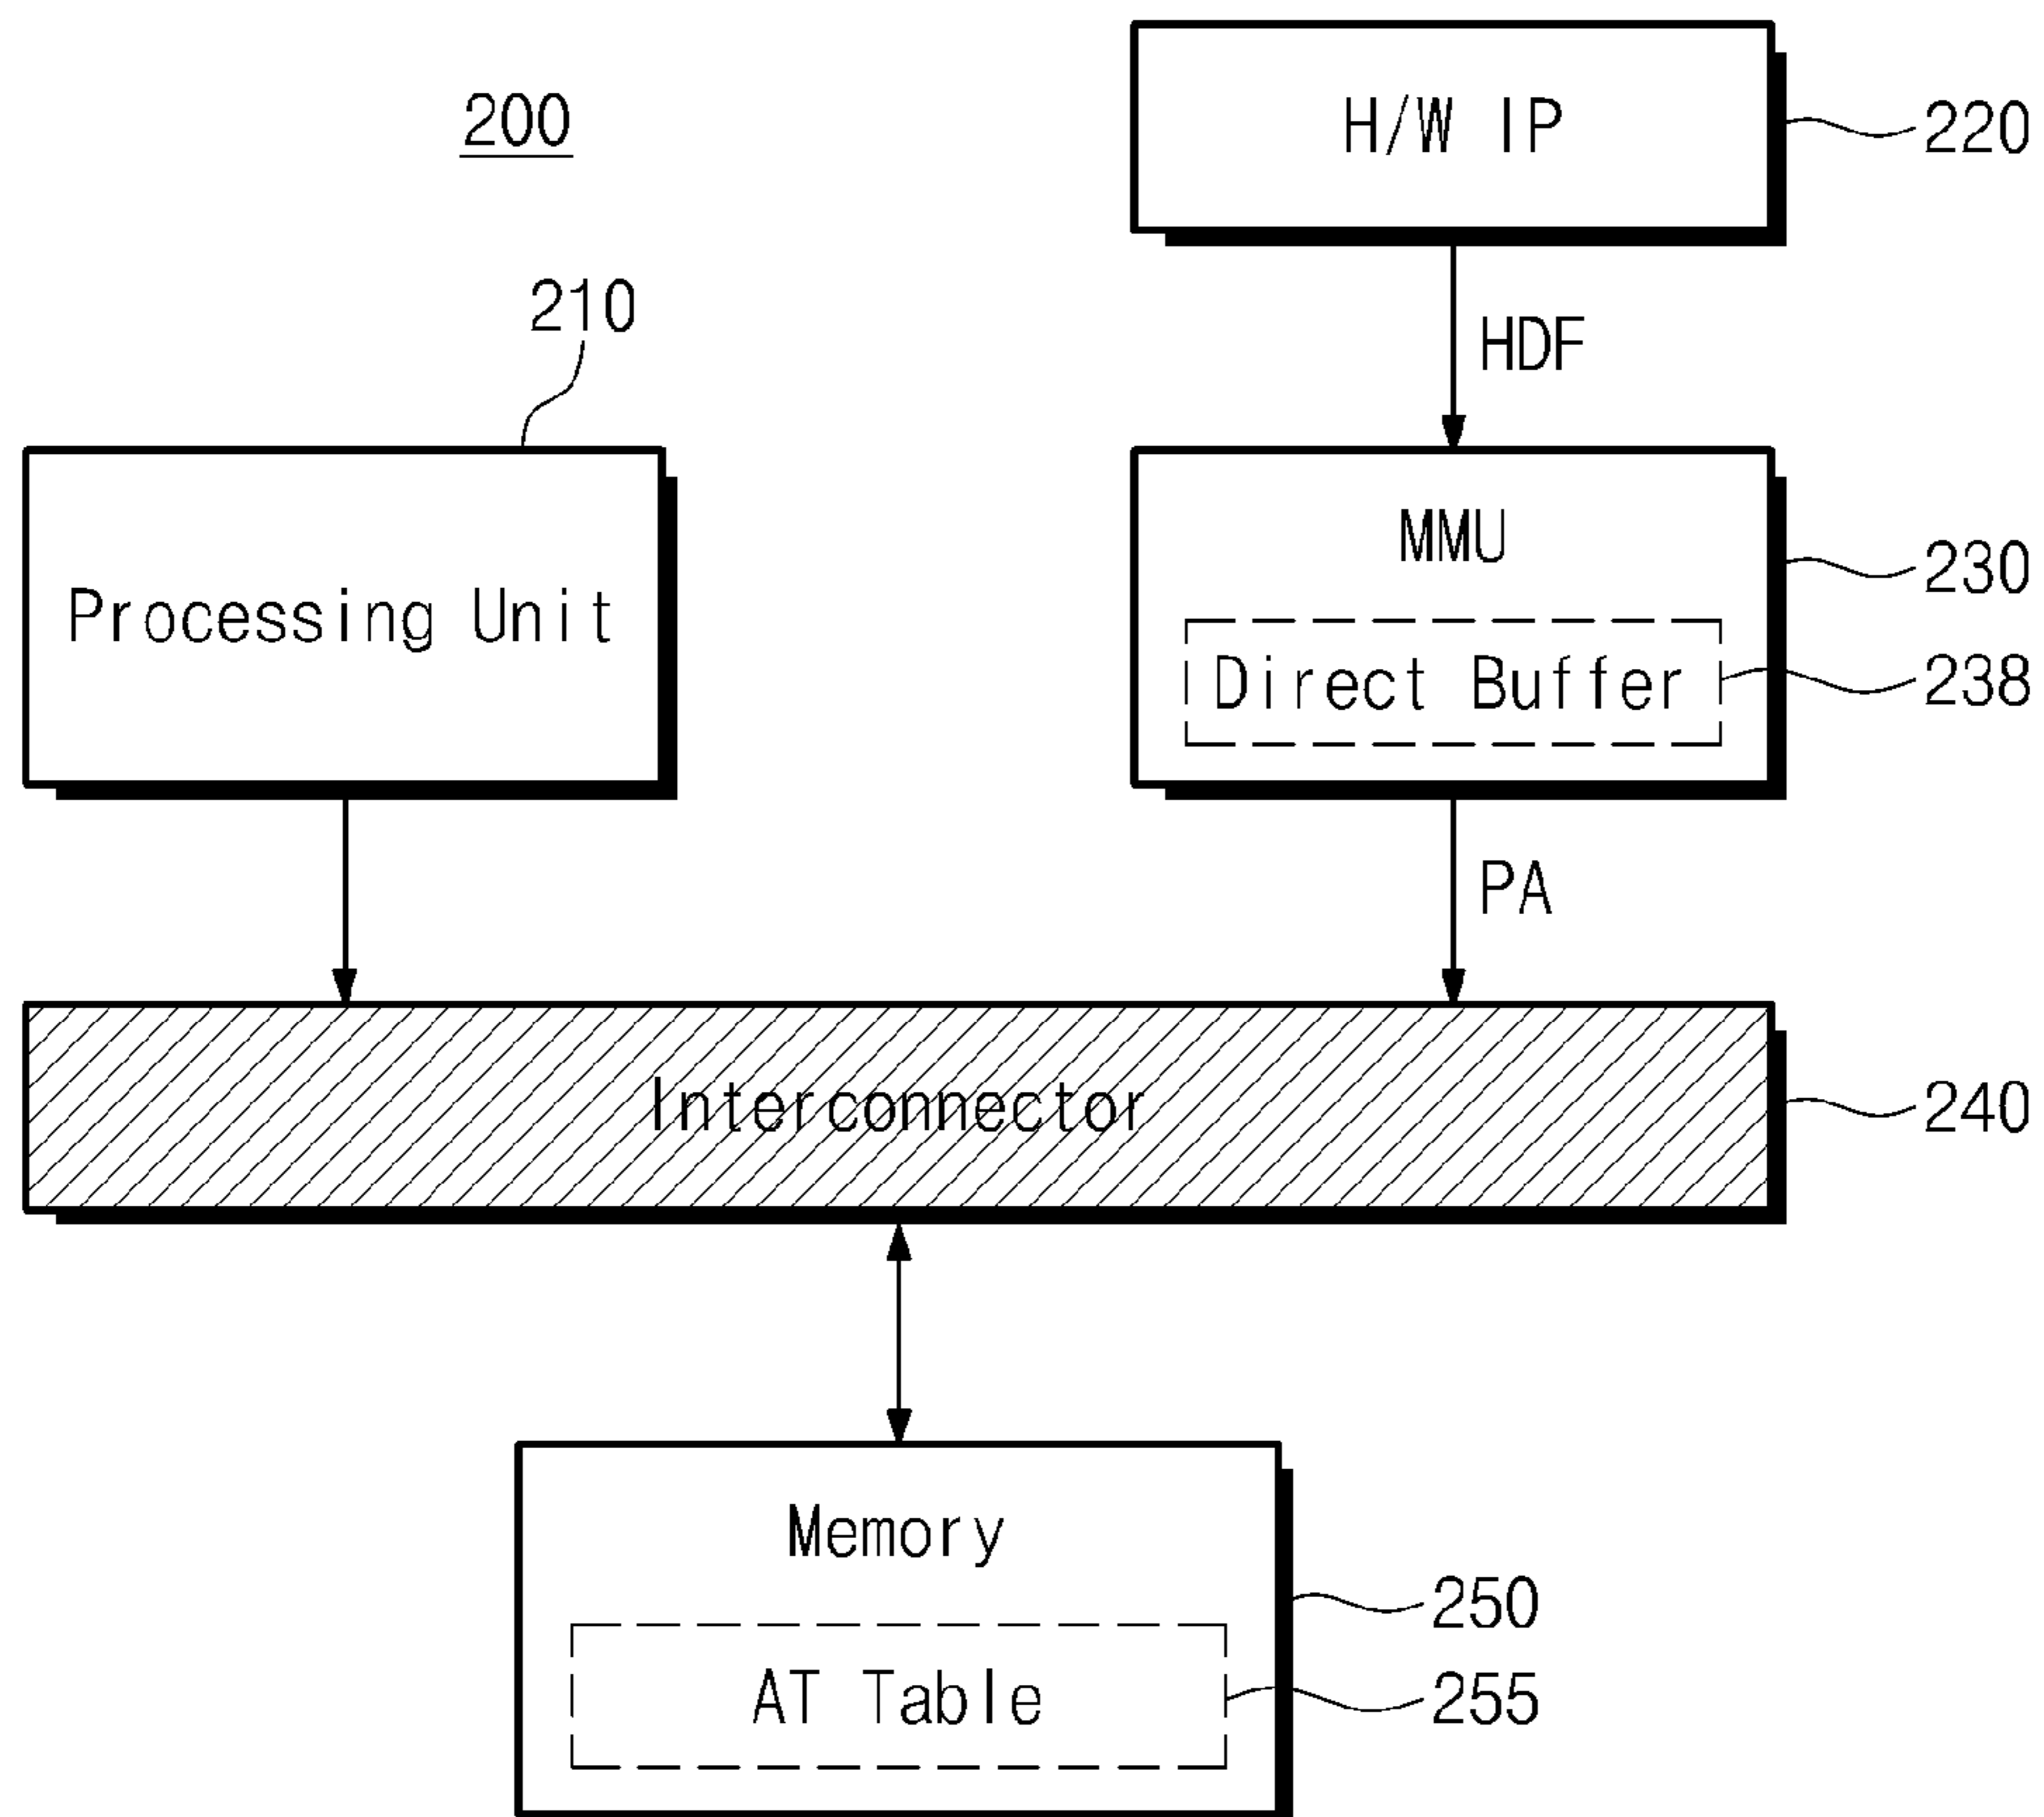 200
H/W IP
220
210
HDF
Processing Unit
MMU
230
Direct Buffer
238
PA
Interconnector
240
Memory
250
AT Table
255